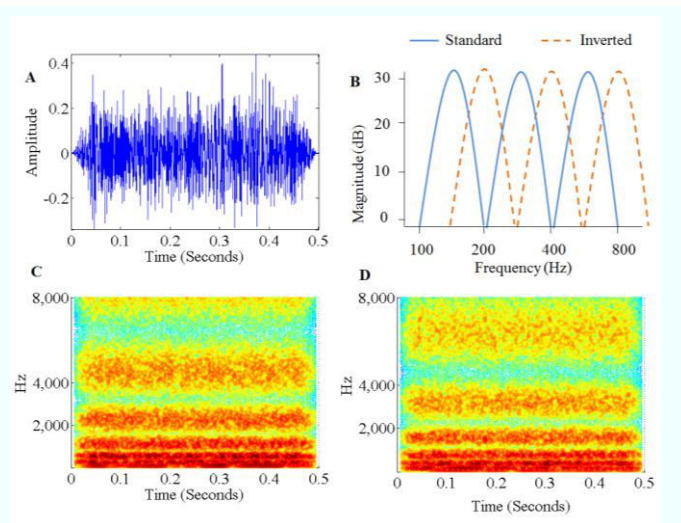 Standard
Inverted
A
0.4
0.2
0
-0.2
Amplitude
0 0.1 0.2 0.3 0.4 0.5
Time (Seconds)
B
30
20
10
0
Magnitude (dB)
100 200 400 800
Frequency (Hz)
C
8,000
4,000
2,000
Hz
0 0.1 0.2 0.3 0.4 0.5
Time (Seconds)
D
8,000
4,000
2,000
Hz
0 0.1 0.2 0.3 0.4 0.5
Time (Seconds)